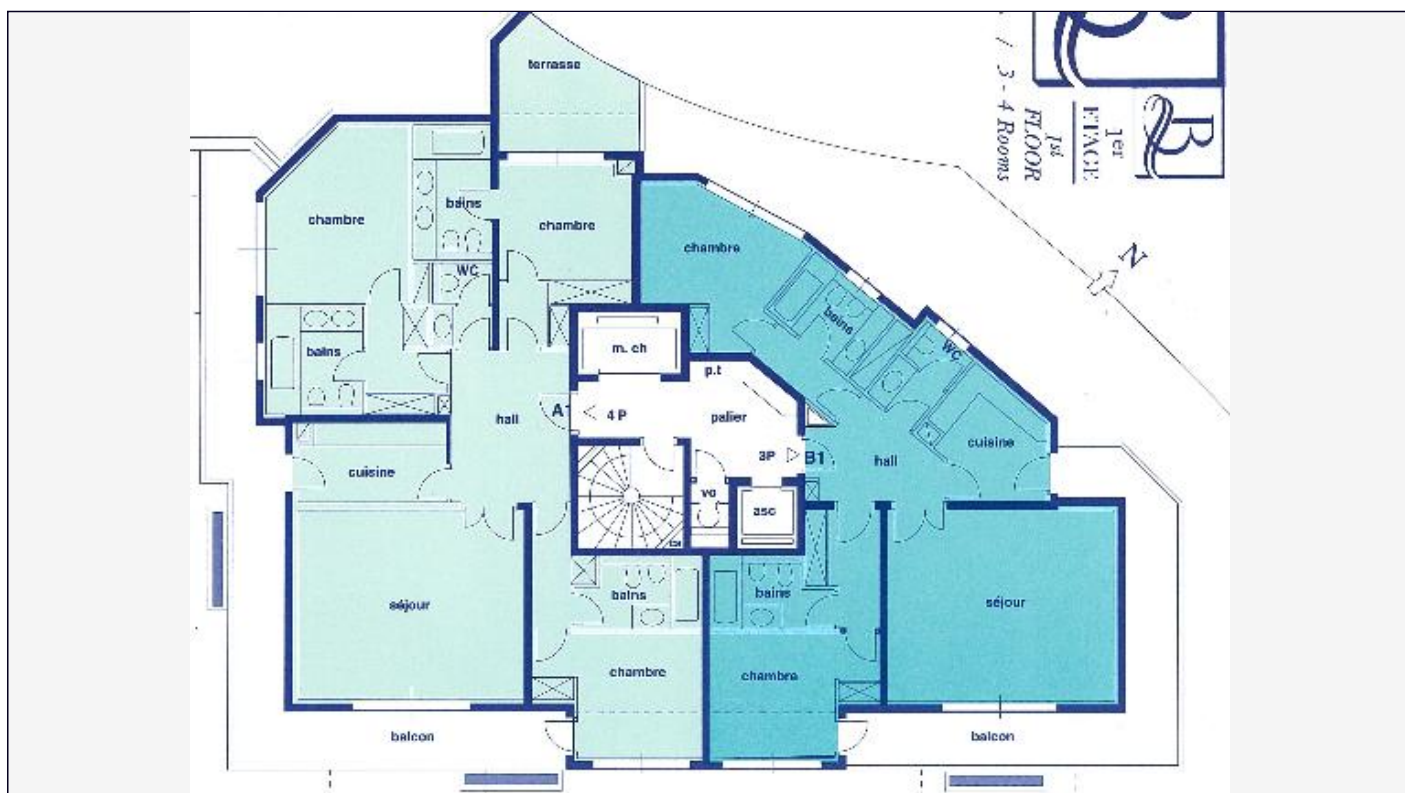 B
1er
ETAGE
1st
FLOOR
3 - 4 Rooms
N
terrasse
chambre
bains
chambre
WC
chambre
bains
WC
bains
m. ch
p.t
A1
4 P
palier
hall
cuisine
3P
B1
hall
cuisine
vo
asc
séjour
bains
bains
séjour
chambre
chambre
balcon
balcon